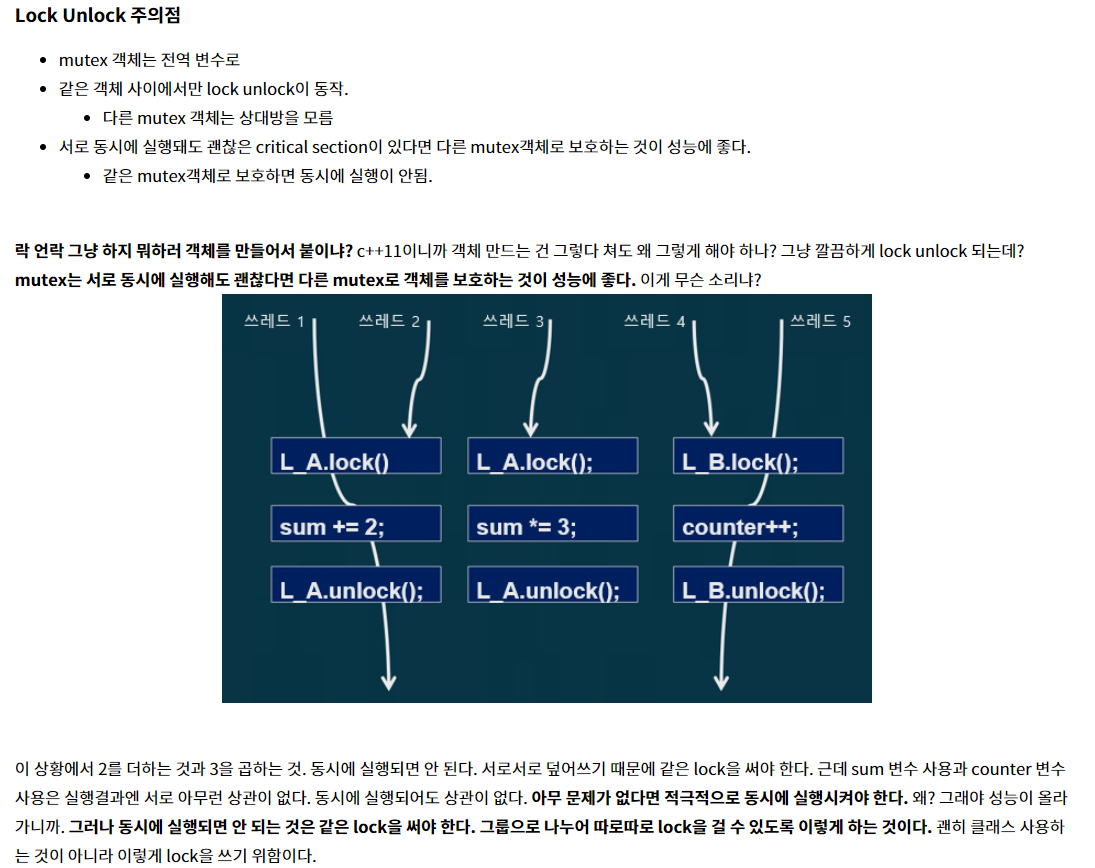 Lock Unlock 주의점
mutex 객체는 전역 변수로
같은 객체 사이에서만 lock unlock이 동작.
다른 mutex 객체는 상대방을 모름
서로 동시에 실행돼도 괜찮은 critical section이 있다면 다른 mutex객체로 보호하는 것이 성능에 좋다.
같은 mutex객체로 보호하면 동시에 실행이 안됨.
락 언락 그냥 하지 뭐하러 객체를 만들어서 붙이냐? c++11이니까 객체 만드는 건 그렇다 쳐도 왜 그렇게 해야 하나? 그냥 깔끔하게 lock unlock 되는데?
mutex는 서로 동시에 실행해도 괜찮다면 다른 mutex로 객체를 보호하는 것이 성능에 좋다. 이게 무슨 소리냐?
쓰레드 1 쓰레드 2 쓰레드 3 쓰레드 4 쓰레드 5
L_A.lock() L_A.lock(); L_B.lock();
sum += 2; sum *= 3; counter++;
L_A.unlock(); L_A.unlock(); L_B.unlock();
이 상황에서 2를 더하는 것과 3을 곱하는 것. 동시에 실행되면 안 된다. 서로서로 덮어쓰기 때문에 같은 lock을 써야 한다. 근데 sum 변수 사용과 counter 변수
사용은 실행결과엔 서로 아무런 상관이 없다. 동시에 실행되어도 상관이 없다. 아무 문제가 없다면 적극적으로 동시에 실행시켜야 한다. 왜? 그래야 성능이 올라
가니까. 그러나 동시에 실행되면 안 되는 것은 같은 lock을 써야 한다. 그룹으로 나누어 따로따로 lock을 걸 수 있도록 이렇게 하는 것이다. 괜히 클래스 사용하
는 것이 아니라 이렇게 lock을 쓰기 위함이다.